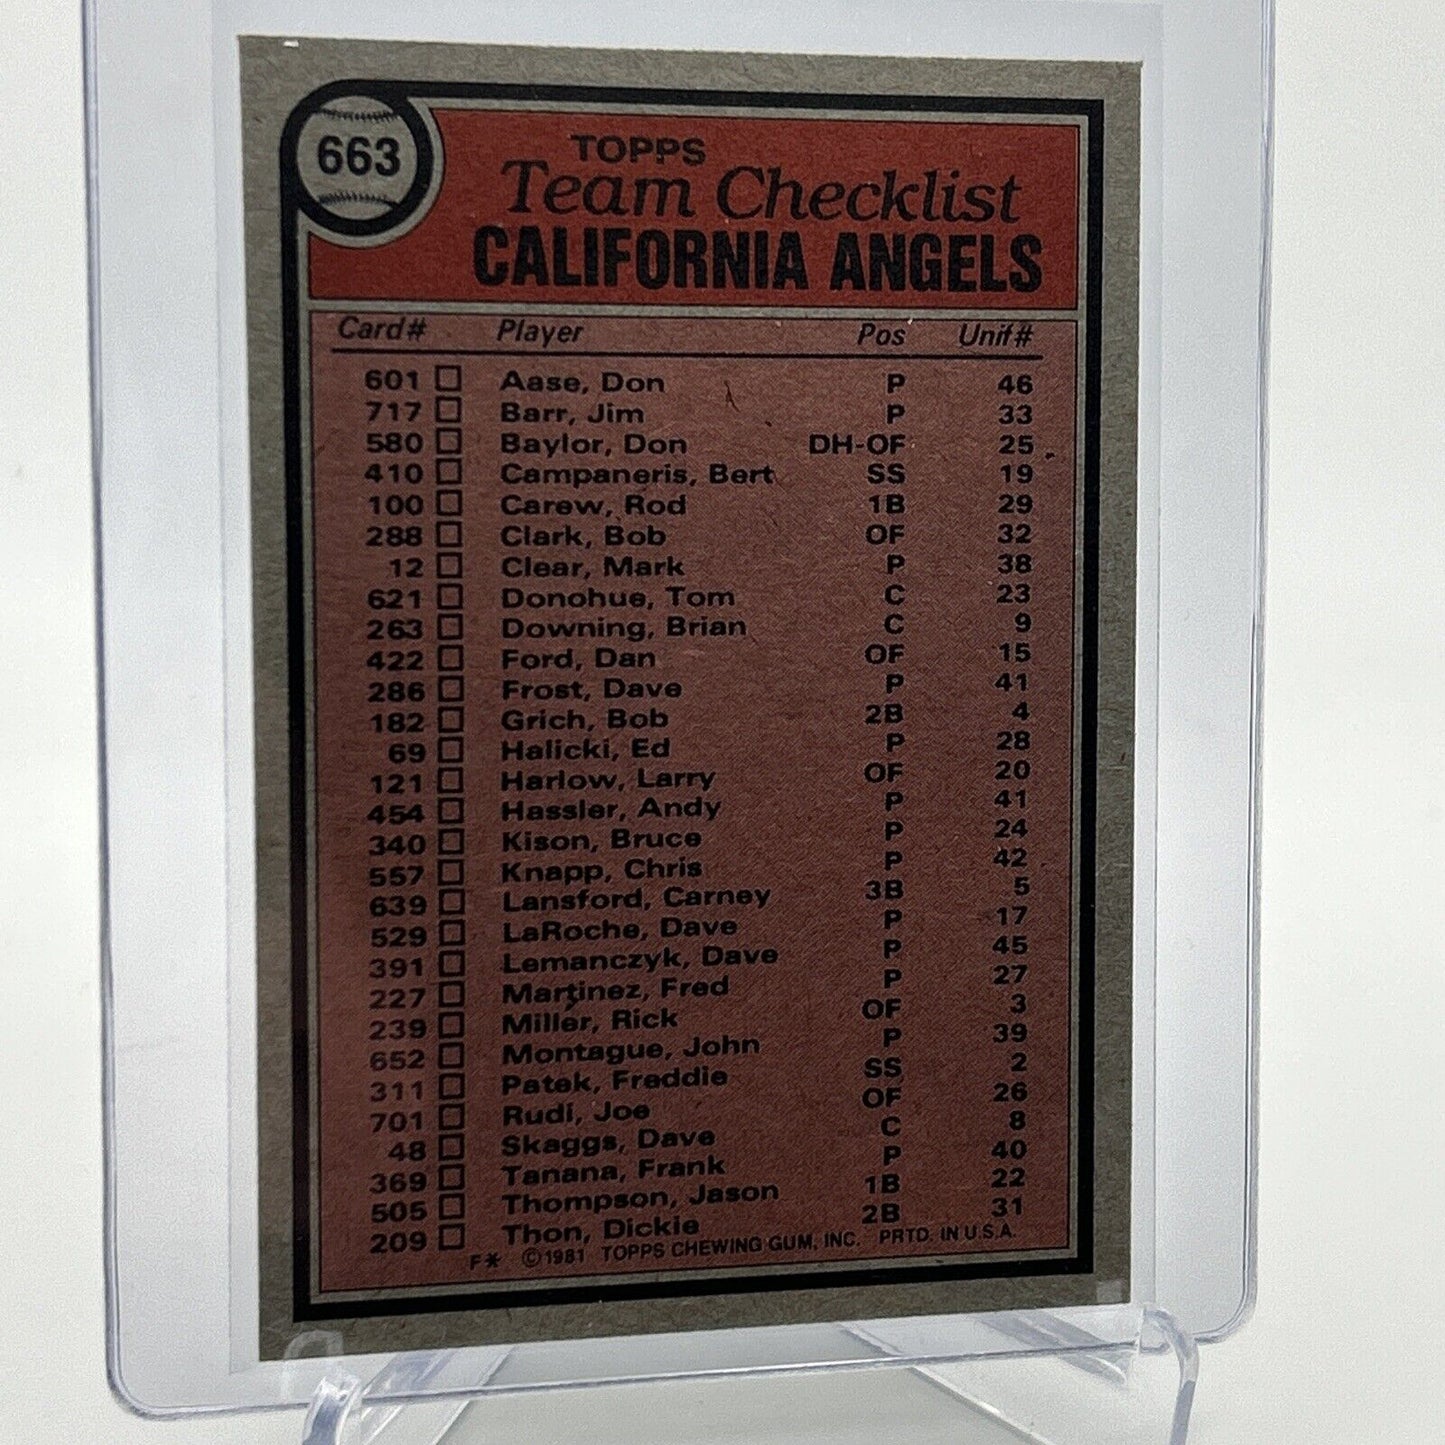 663
TOPPS
Team Checklist
CALIFORNIA ANGELS
Card# Player Pos Unif#
601 Aase, Don P 46
717 Barr, Jim P 33
580 Baylor, Don DH-OF 25
410 Campaneris, Bert SS 19
100 Carew, Rod 1B 29
288 Clark, Bob OF 32
12 Clear, Mark P 38
621 Donohue, Tom C 23
263 Downing, Brian C 9
422 Ford, Dan OF 15
286 Frost, Dave P 41
182 Grich, Bob 2B 4
69 Halicki, Ed P 28
121 Harlow, Larry OF 20
454 Hassler, Andy P 41
340 Kison, Bruce P 24
557 Knapp, Chris P 42
639 Lansford, Carney 3B 5
529 LaRoche, Dave P 17
391 Lemanczyk, Dave P 45
227 Martinez, Fred P 27
239 Miller, Rick OF 3
652 Montague, John P 39
311 Patek, Freddie SS 2
701 Rudi, Joe OF 26
48 Skaggs, Dave C 8
369 Tanana, Frank P 40
505 Thompson, Jason 1B 22
209 Thon, Dickie 2B 31
F* ©1981 TOPPS CHEWING GUM, INC. PRTD. IN U.S.A.